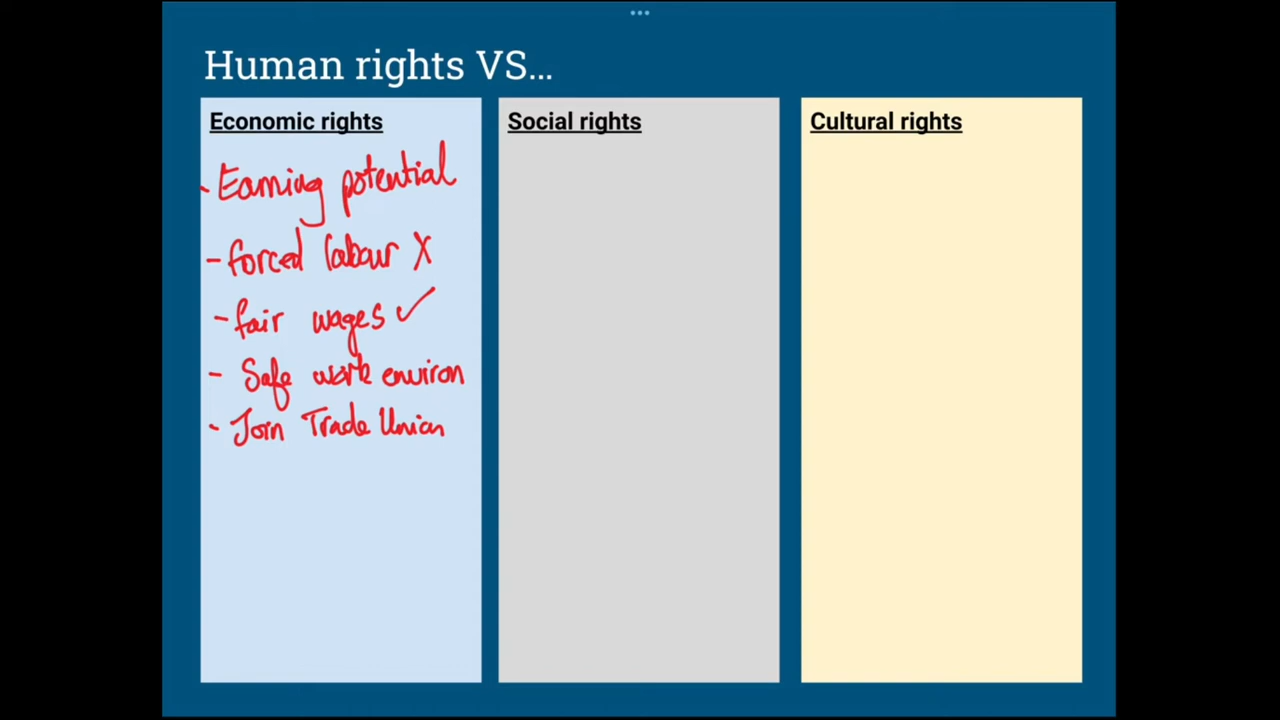 Human rights VS...
Economic rights
- Earning potential
- forced labour X
- fair wages ✓
- Safe work environ
- Join Trade Union
Social rights
Cultural rights